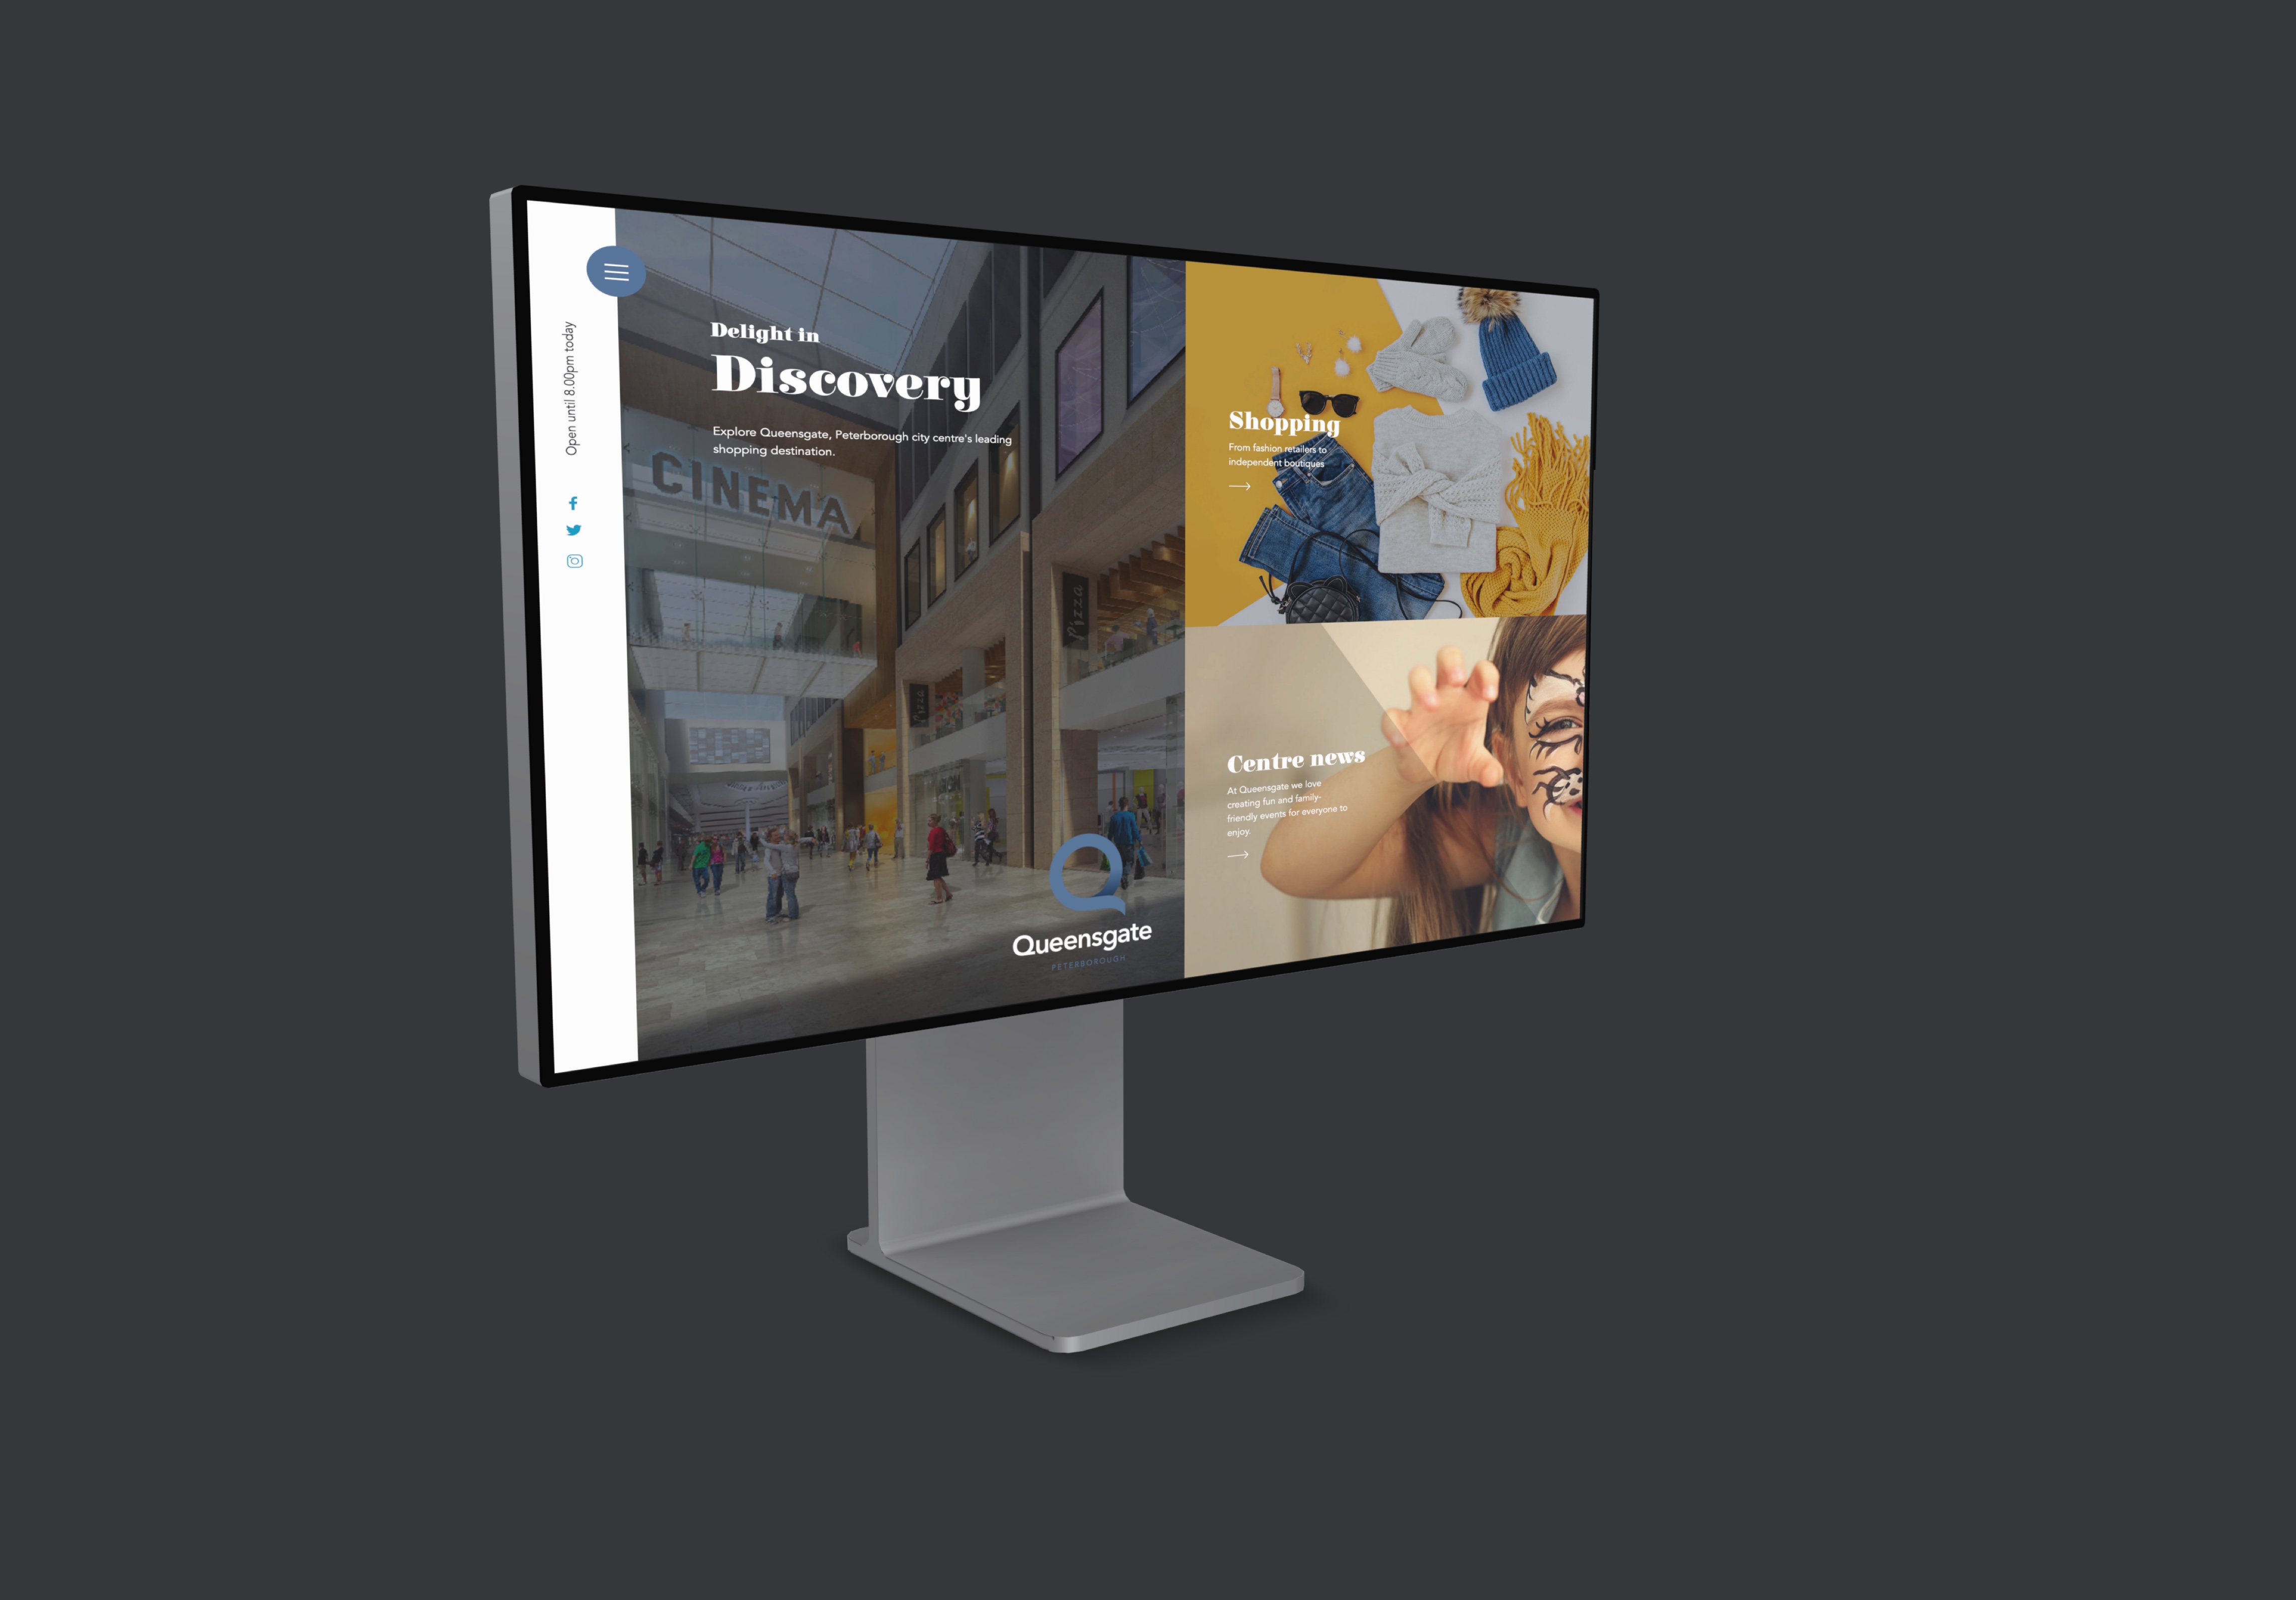 Open until 8.00pm today
Delight in
Discovery
Explore Queensgate, Peterborough city centre's leading
shopping destination.
CINEMA
Pizza
Pizza
Queensgate
PETERBOROUGH
Shopping
From fashion retailers to
independent boutiques
Centre news
At Queensgate we love
creating fun and family-
friendly events for everyone to
enjoy.